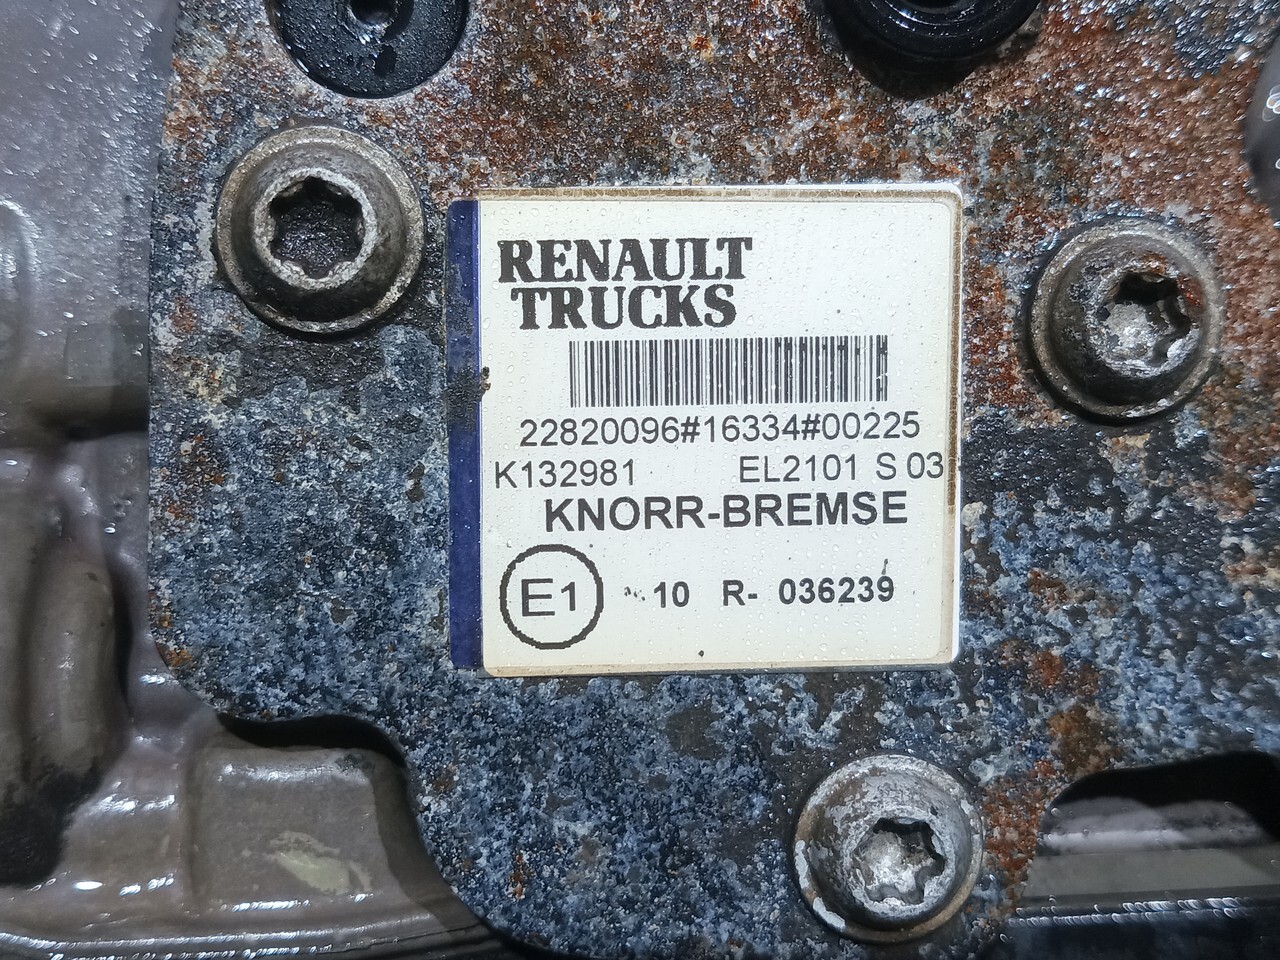 RENAULT
TRUCKS
22820096#16334#00225
K132981 EL2101 S 03
KNORR-BREMSE
E1 10 R- 036239